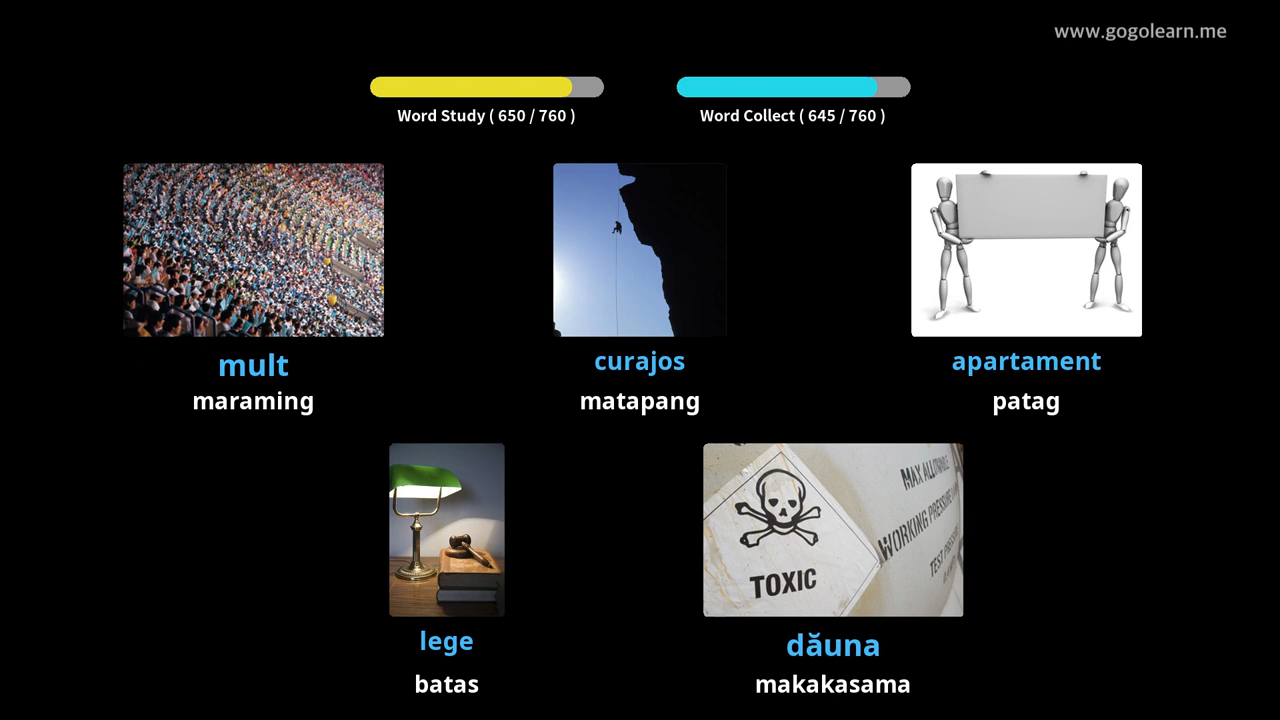 www.gogolearn.me
Word Study ( 650 / 760 )
Word Collect ( 645 / 760 )
mult
maraming
curajos
matapang
apartament
patag
lege
batas
TOXIC
MAX ALLOWABLE
WORKING PRESSURE
TEST
dăuna
makakasama